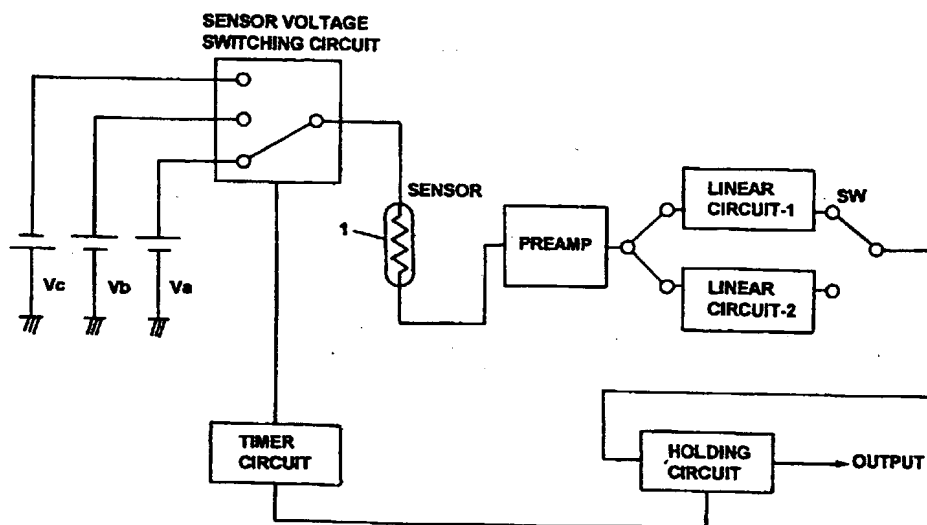 SENSOR VOLTAGE
SWITCHING CIRCUIT
SENSOR
1
LINEAR
CIRCUIT-1
SW
PREAMP
LINEAR
CIRCUIT-2
Vc
Vb
Va
TIMER
CIRCUIT
HOLDING
CIRCUIT
OUTPUT